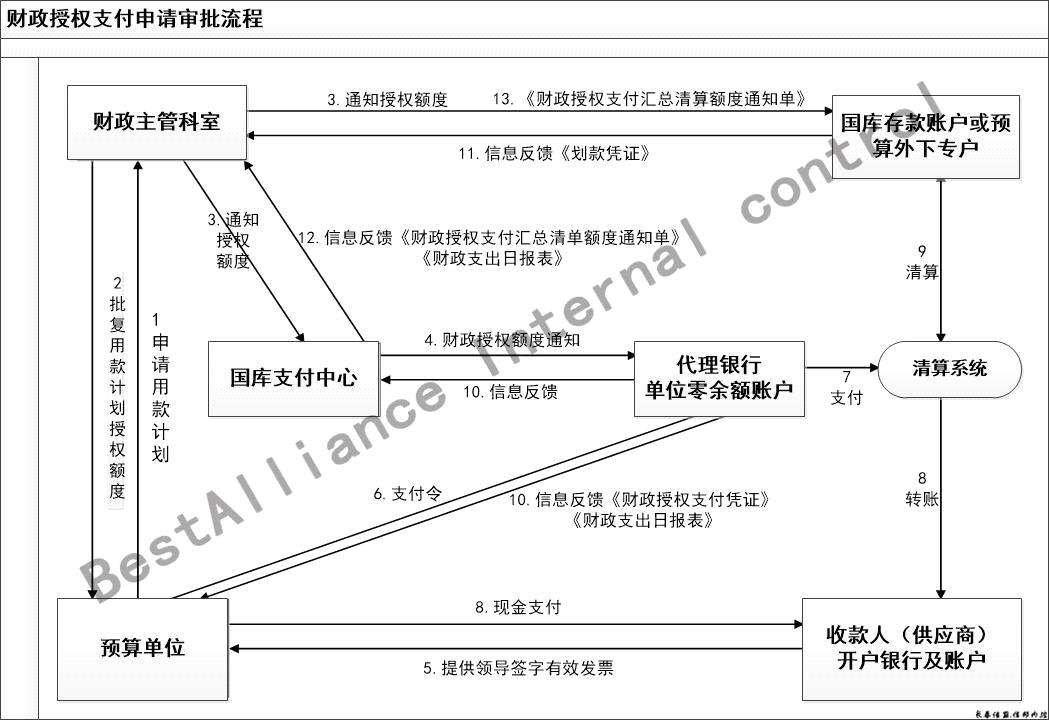 财政授权支付申请审批流程
财政主管科室
3.通知授权额度
13.《财政授权支付汇总清算额度通知单》
国库存款账户或预
算外下专户
11.信息反馈《划款凭证》
3.通知
授权
额度
12.信息反馈《财政授权支付汇总清单额度通知单》
《财政支出日报表》
9
清算
2
批
复
用
款
计
划
授
权
额
度
1
申
请
用
款
计
划
国库支付中心
4.财政授权额度通知
10.信息反馈
代理银行
单位零余额账户
7
支付
清算系统
6.支付令
10.信息反馈《财政授权支付凭证》
《财政支出日报表》
8
转账
预算单位
8.现金支付
5.提供领导签字有效发票
收款人（供应商）
开户银行及账户
BestAlliance Internal control